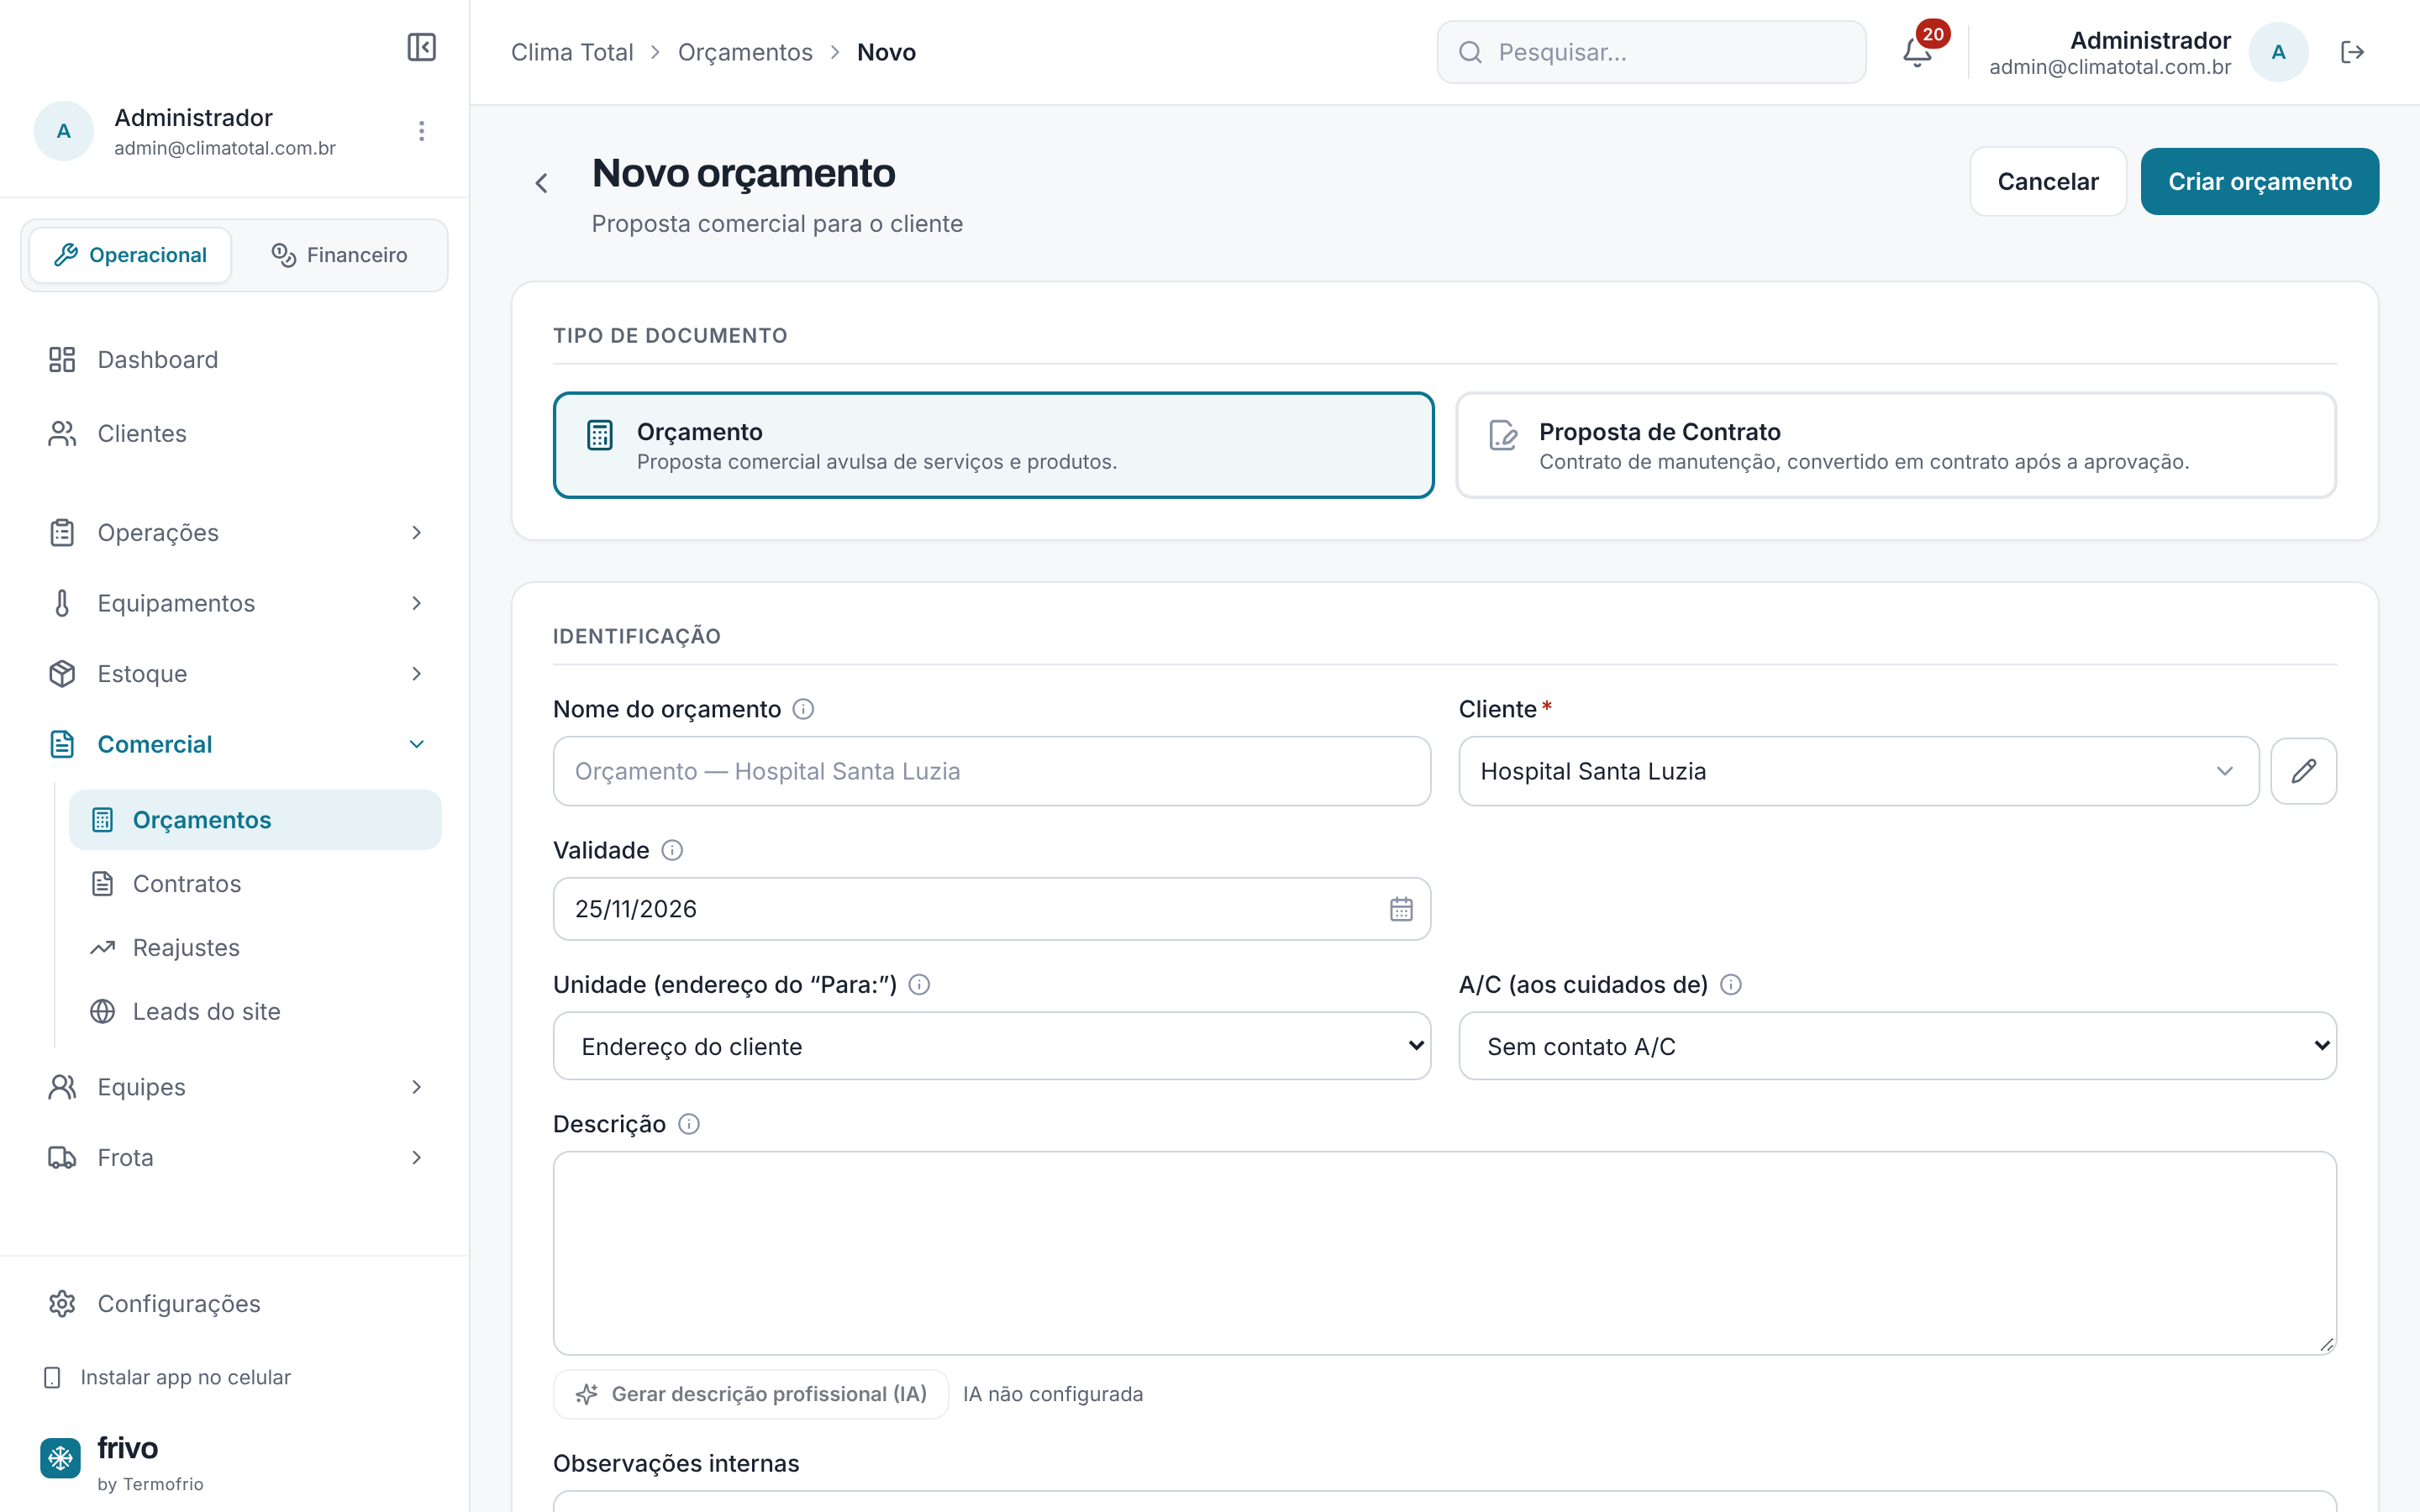 A
Administrador
admin@climatotal.com.br
Operacional
Financeiro
Dashboard
Clientes
Operações
Equipamentos
Estoque
Comercial
Orçamentos
Contratos
Reajustes
Leads do site
Equipes
Frota
Configurações
Instalar app no celular
frivo
by Termofrio
Clima Total > Orçamentos > Novo
Pesquisar...
20
Administrador
admin@climatotal.com.br
A
Novo orçamento
Proposta comercial para o cliente
Cancelar
Criar orçamento
TIPO DE DOCUMENTO
Orçamento
Proposta comercial avulsa de serviços e produtos.
Proposta de Contrato
Contrato de manutenção, convertido em contrato após a aprovação.
IDENTIFICAÇÃO
Nome do orçamento
Orçamento — Hospital Santa Luzia
Cliente *
Hospital Santa Luzia
Validade
25/11/2026
Unidade (endereço do “Para:”)
Endereço do cliente
A/C (aos cuidados de)
Sem contato A/C
Descrição
Gerar descrição profissional (IA)
IA não configurada
Observações internas